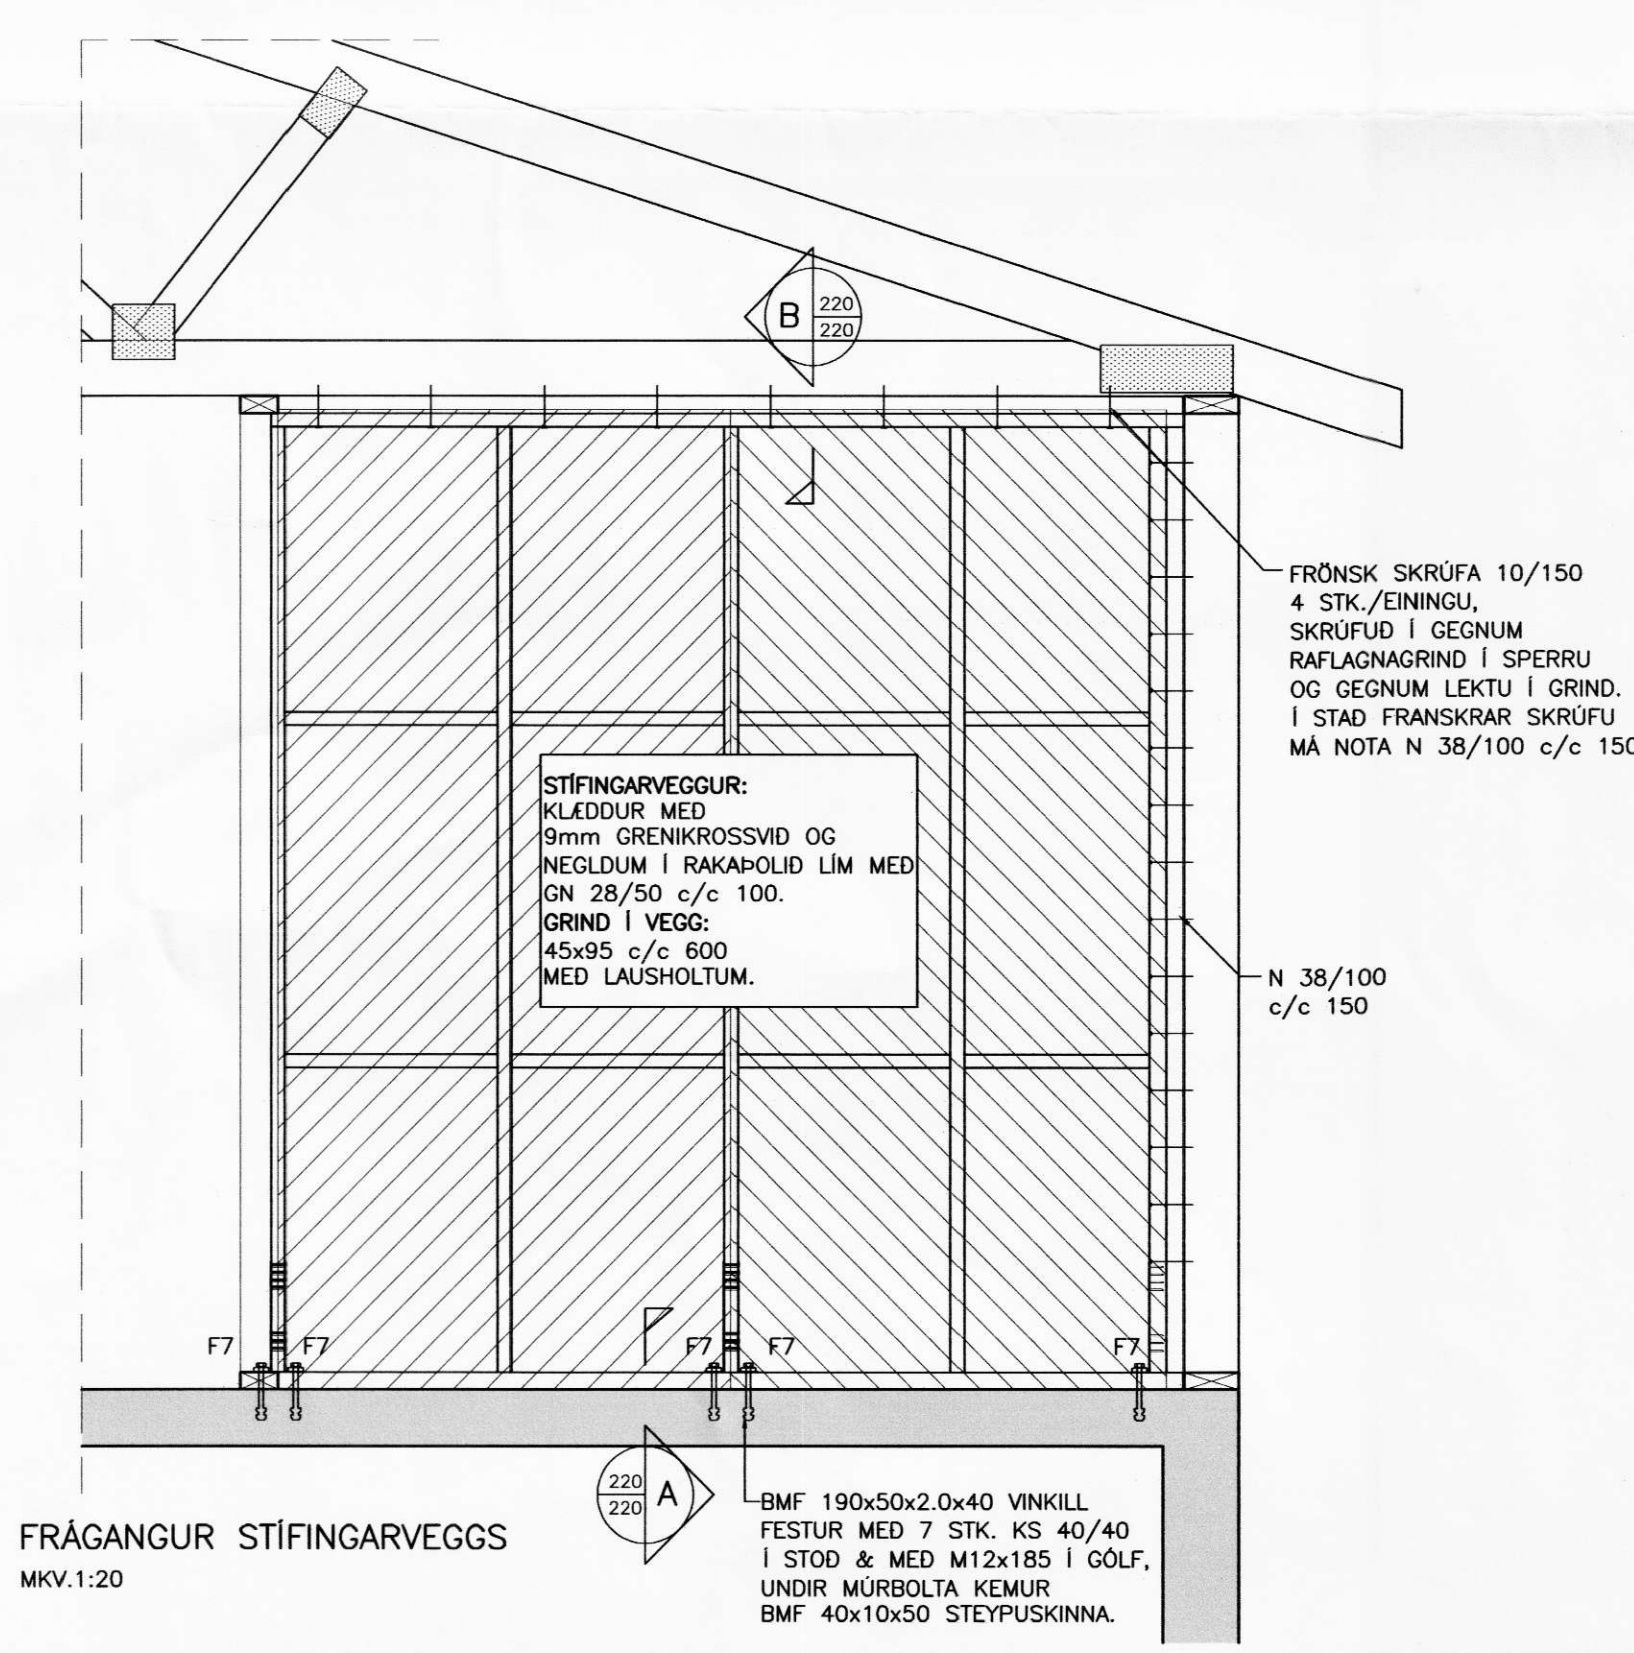 B 220
220
FRÖNSK SKRÚFA 10/150
4 STK./EININGU,
SKRÚFUÐ Í GEGNUM
RAFLAGNAGRIND Í SPERRU
OG GEGNUM LEKTU Í GRIND.
Í STAÐ FRANSKRAR SKRÚFU
MÁ NOTA N 38/100 c/c 150
STÍFINGARVEGGUR:
KLÆDDUR MEÐ
9mm GRENIKROSSVIÐ OG
NEGLDUM Í RAKAÞOLIÐ LÍM MEÐ
GN 28/50 c/c 100.
GRIND Í VEGG:
45x95 c/c 600
MEÐ LAUSHOLTUM.
N 38/100
c/c 150
F7 F7 F7 F7 F7
220 A
220
BMF 190x50x2.0x40 VINKILL
FESTUR MEÐ 7 STK. KS 40/40
Í STOÐ & MEÐ M12x185 Í GÓLF,
UNDIR MÚRBOLTA KEMUR
BMF 40x10x50 STEYPUSKINNA.
FRÁGANGUR STÍFINGARVEGGS
MKV.1:20